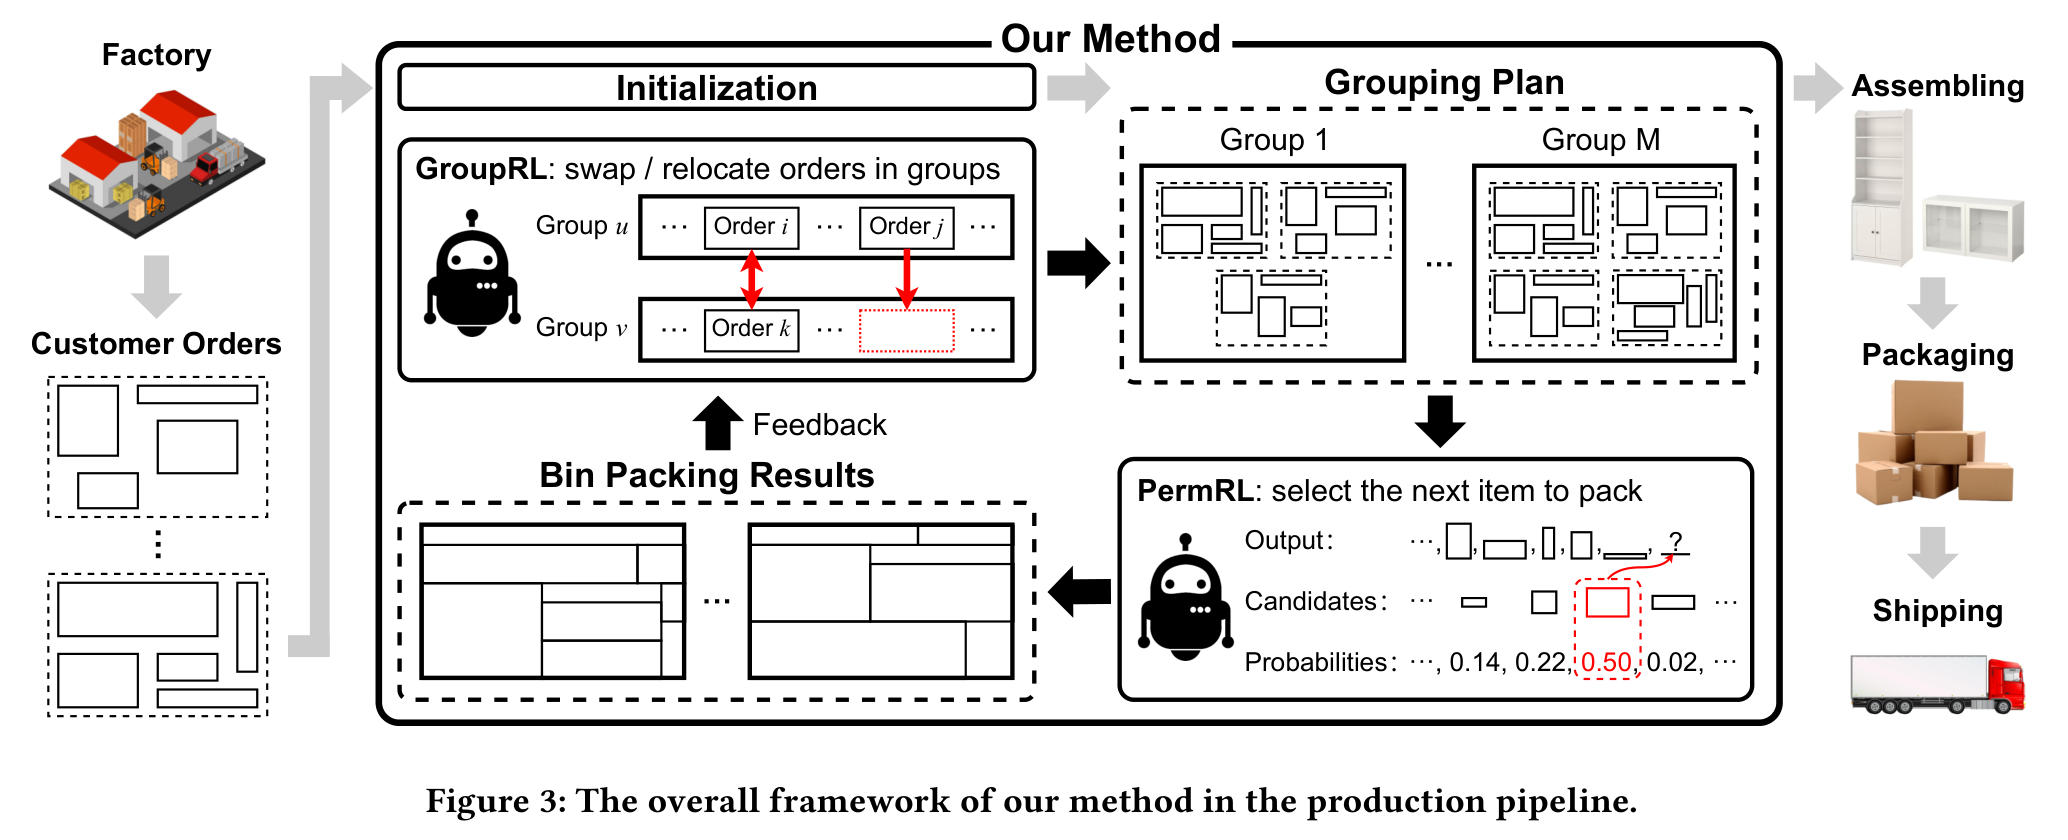 Our Method
Factory
Customer Orders
⋮
Initialization
GroupRL: swap / relocate orders in groups
Group u ··· Order i ··· Order j ···
Group v ··· Order k ··· ···
Feedback
Bin Packing Results
···
Grouping Plan
Group 1 Group M
···
PermRL: select the next item to pack
Output: ···, , , , , , ?
Candidates: ··· ···
Probabilities: ···, 0.14, 0.22, 0.50, 0.02, ···
Assembling
Packaging
Shipping
Figure 3: The overall framework of our method in the production pipeline.